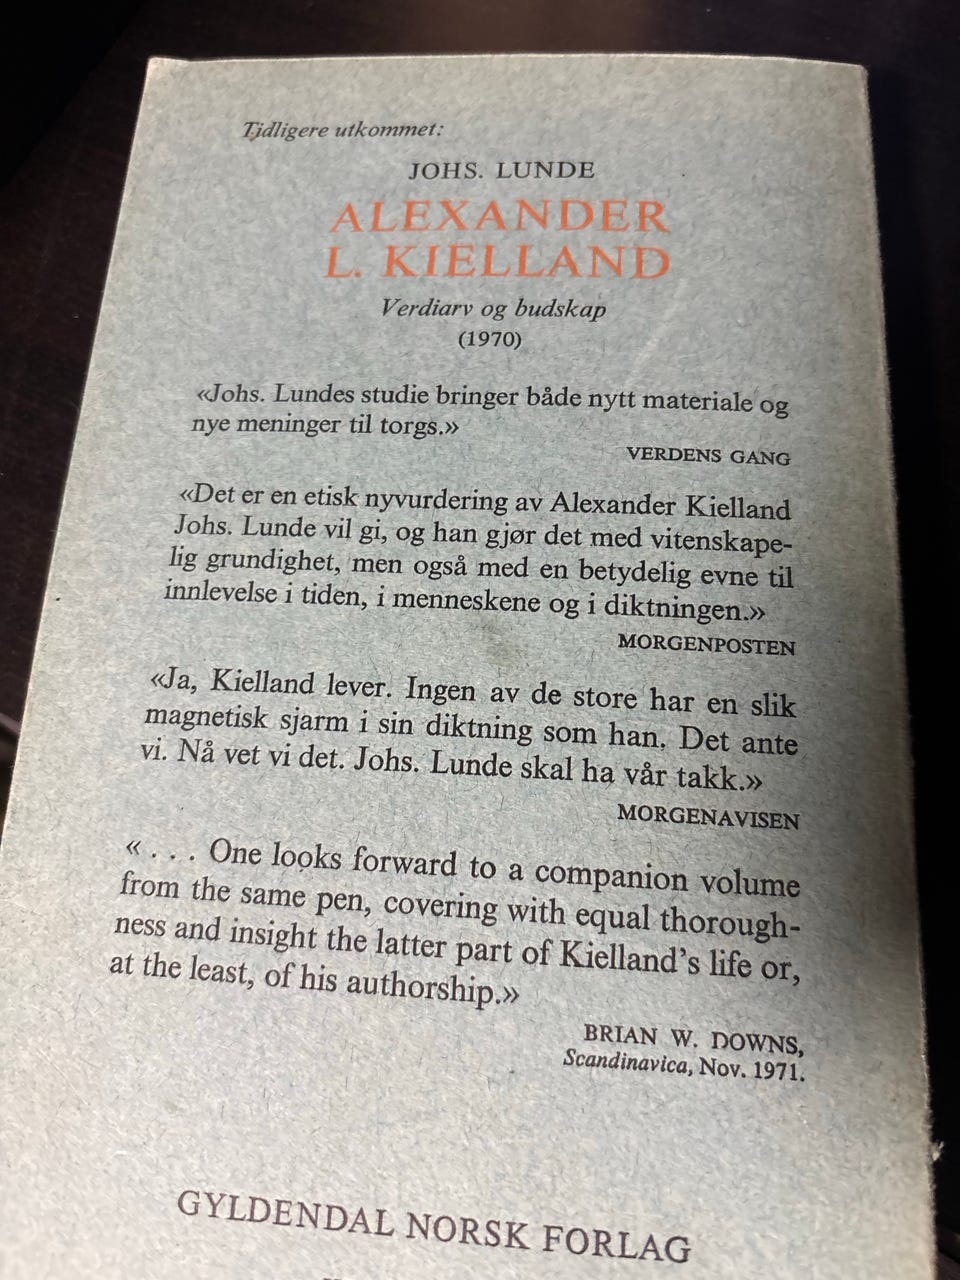 Tidligere utkommet:
JOHS. LUNDE
ALEXANDER
L. KIELLAND
Verdiarv og budskap
(1970)
«Johs. Lundes studie bringer både nytt materiale og
nye meninger til torgs.»
VERDENS GANG
«Det er en etisk nyvurdering av Alexander Kielland
Johs. Lunde vil gi, og han gjør det med vitenskape-
lig grundighet, men også med en betydelig evne til
innlevelse i tiden, i menneskene og i diktningen.»
MORGENPOSTEN
«Ja, Kielland lever. Ingen av de store har en slik
magnetisk sjarm i sin diktning som han. Det ante
vi. Nå vet vi det. Johs. Lunde skal ha vår takk.»
MORGENAVISEN
« . . . One looks forward to a companion volume
from the same pen, covering with equal thorough-
ness and insight the latter part of Kielland's life or,
at the least, of his authorship.»
BRIAN W. DOWNS,
Scandinavica, Nov. 1971.
GYLDENDAL NORSK FORLAG